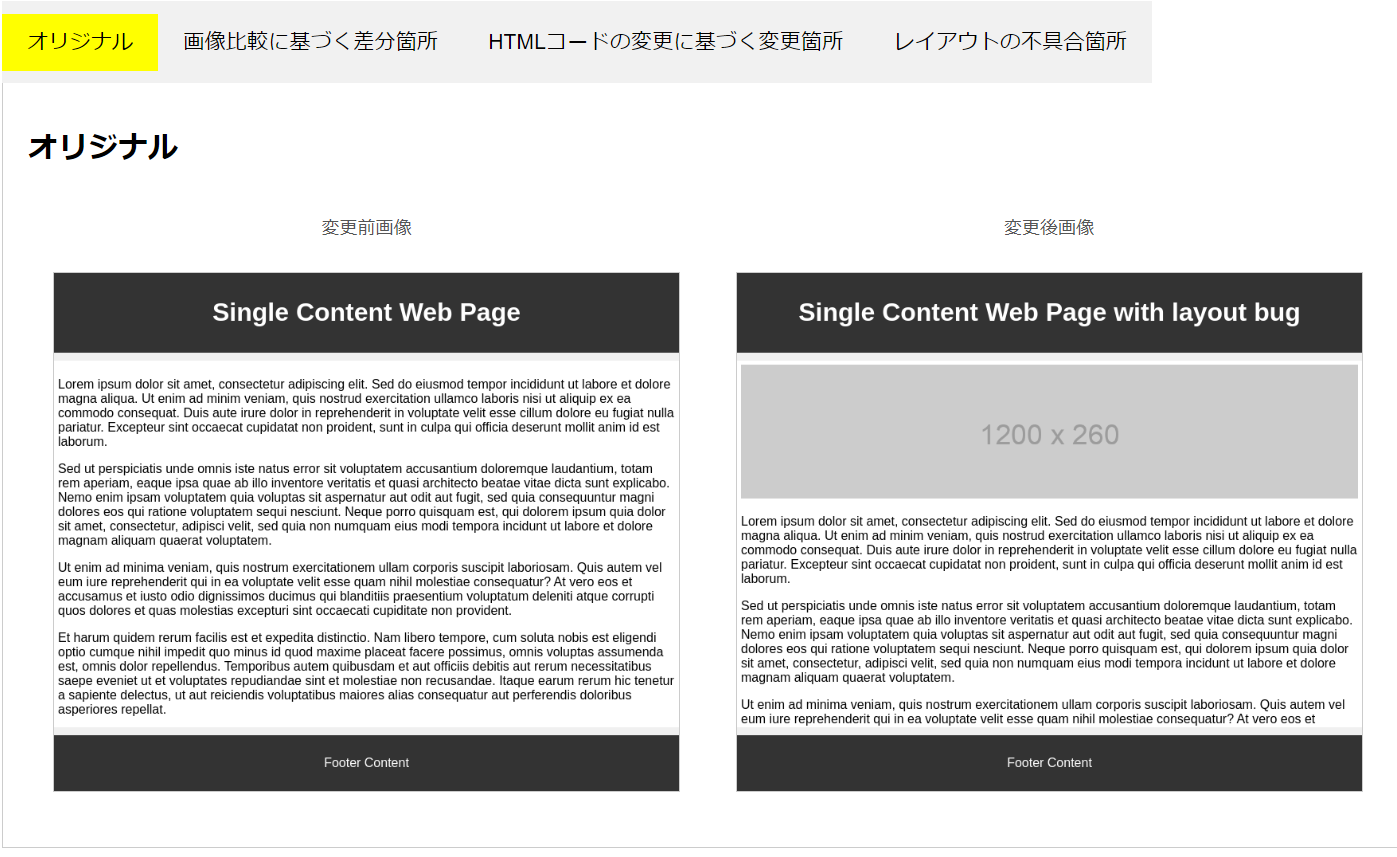 オリジナル 画像比較に基づく差分箇所 HTMLコードの変更に基づく変更箇所 レイアウトの不具合箇所
オリジナル
変更前画像
Single Content Web Page
Lorem ipsum dolor sit amet, consectetur adipiscing elit. Sed do eiusmod tempor incididunt ut labore et dolore
magna aliqua. Ut enim ad minim veniam, quis nostrud exercitation ullamco laboris nisi ut aliquip ex ea
commodo consequat. Duis aute irure dolor in reprehenderit in voluptate velit esse cillum dolore eu fugiat nulla
pariatur. Excepteur sint occaecat cupidatat non proident, sunt in culpa qui officia deserunt mollit anim id est
laborum.
Sed ut perspiciatis unde omnis iste natus error sit voluptatem accusantium doloremque laudantium, totam
rem aperiam, eaque ipsa quae ab illo inventore veritatis et quasi architecto beatae vitae dicta sunt explicabo.
Nemo enim ipsam voluptatem quia voluptas sit aspernatur aut odit aut fugit, sed quia consequuntur magni
dolores eos qui ratione voluptatem sequi nesciunt. Neque porro quisquam est, qui dolorem ipsum quia dolor
sit amet, consectetur, adipisci velit, sed quia non numquam eius modi tempora incidunt ut labore et dolore
magnam aliquam quaerat voluptatem.
Ut enim ad minima veniam, quis nostrum exercitationem ullam corporis suscipit laboriosam. Quis autem vel
eum iure reprehenderit qui in ea voluptate velit esse quam nihil molestiae consequatur? At vero eos et
accusamus et iusto odio dignissimos ducimus qui blanditiis praesentium voluptatum deleniti atque corrupti
quos dolores et quas molestias excepturi sint occaecati cupiditate non provident.
Et harum quidem rerum facilis est et expedita distinctio. Nam libero tempore, cum soluta nobis est eligendi
optio cumque nihil impedit quo minus id quod maxime placeat facere possimus, omnis voluptas assumenda
est, omnis dolor repellendus. Temporibus autem quibusdam et aut officiis debitis aut rerum necessitatibus
saepe eveniet ut et voluptates repudiandae sint et molestiae non recusandae. Itaque earum rerum hic tenetur
a sapiente delectus, ut aut reiciendis voluptatibus maiores alias consequatur aut perferendis doloribus
asperiores repellat.
Footer Content
変更後画像
Single Content Web Page with layout bug
1200 x 260
Lorem ipsum dolor sit amet, consectetur adipiscing elit. Sed do eiusmod tempor incididunt ut labore et dolore
magna aliqua. Ut enim ad minim veniam, quis nostrud exercitation ullamco laboris nisi ut aliquip ex ea
commodo consequat. Duis aute irure dolor in reprehenderit in voluptate velit esse cillum dolore eu fugiat nulla
pariatur. Excepteur sint occaecat cupidatat non proident, sunt in culpa qui officia deserunt mollit anim id est
laborum.
Sed ut perspiciatis unde omnis iste natus error sit voluptatem accusantium doloremque laudantium, totam
rem aperiam, eaque ipsa quae ab illo inventore veritatis et quasi architecto beatae vitae dicta sunt explicabo.
Nemo enim ipsam voluptatem quia voluptas sit aspernatur aut odit aut fugit, sed quia consequuntur magni
dolores eos qui ratione voluptatem sequi nesciunt. Neque porro quisquam est, qui dolorem ipsum quia dolor
sit amet, consectetur, adipisci velit, sed quia non numquam eius modi tempora incidunt ut labore et dolore
magnam aliquam quaerat voluptatem.
Ut enim ad minima veniam, quis nostrum exercitationem ullam corporis suscipit laboriosam. Quis autem vel
eum iure reprehenderit qui in ea voluptate velit esse quam nihil molestiae consequatur? At vero eos et
Footer Content